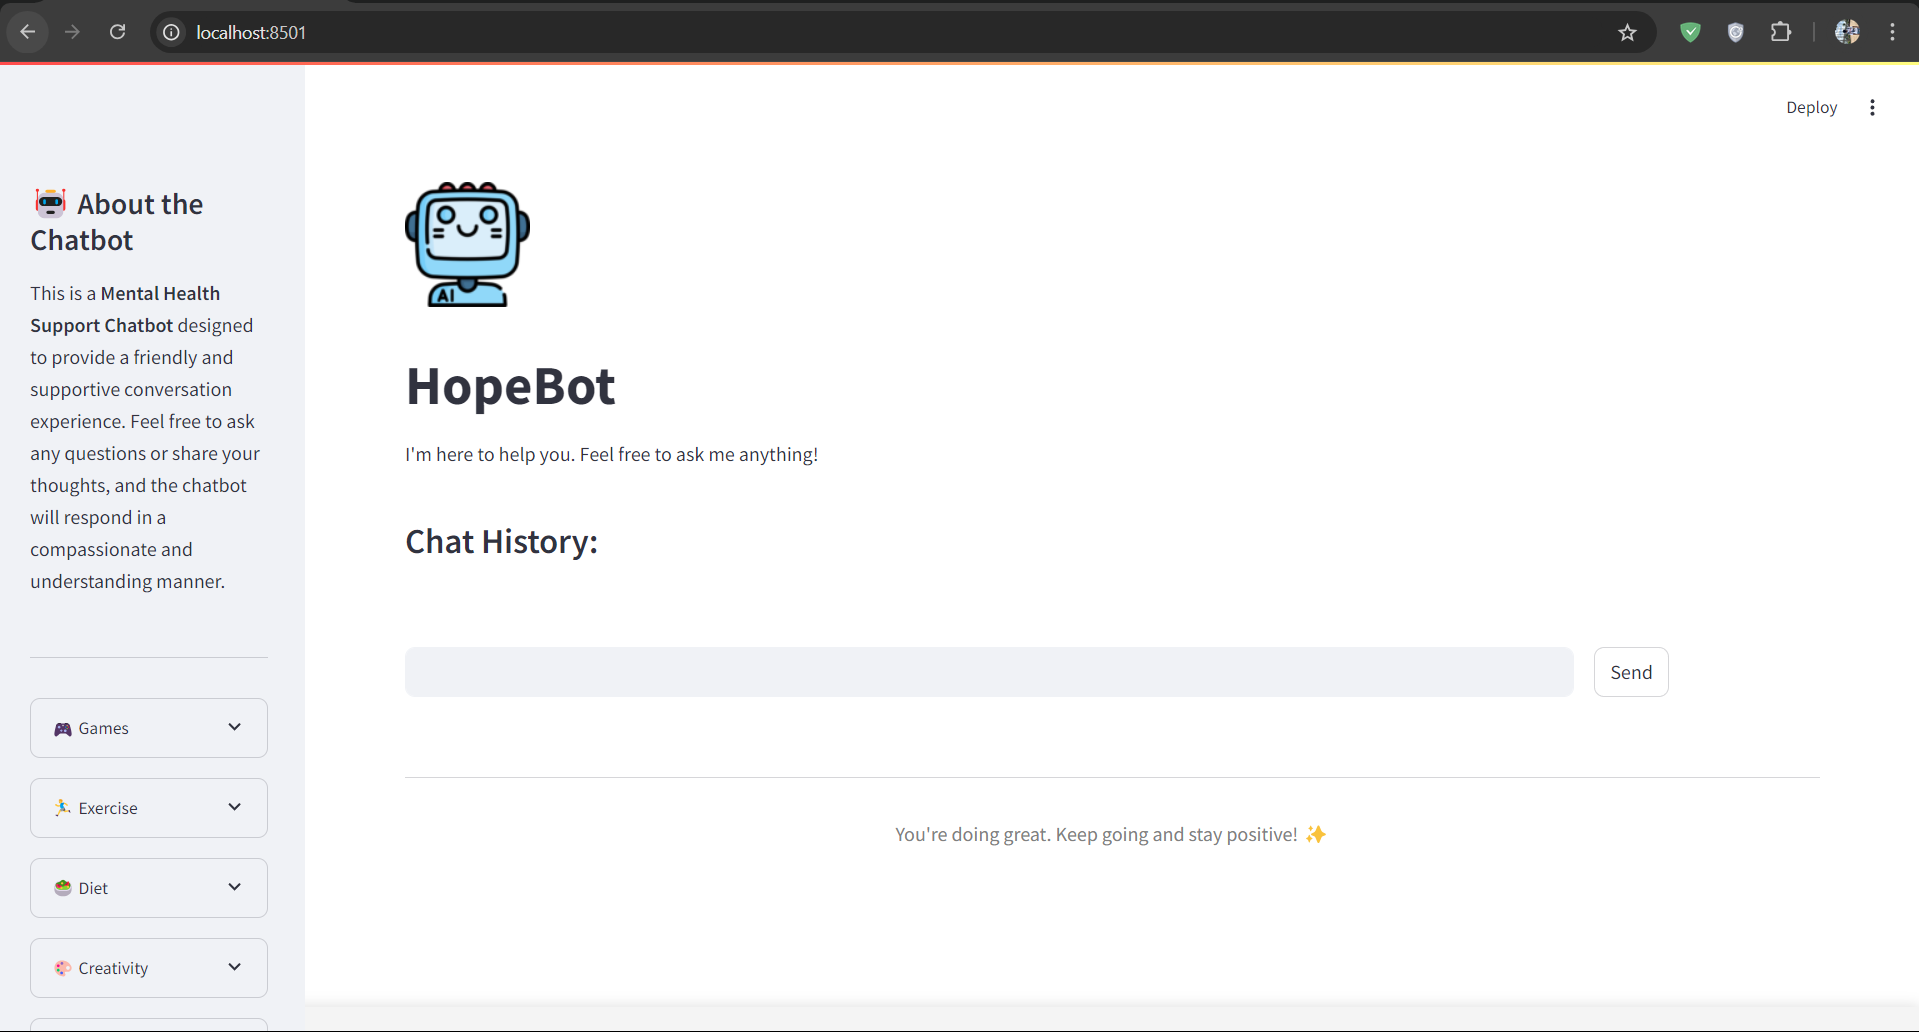 localhost:8501
Deploy
About the
Chatbot
This is a Mental Health
Support Chatbot designed
to provide a friendly and
supportive conversation
experience. Feel free to ask
any questions or share your
thoughts, and the chatbot
will respond in a
compassionate and
understanding manner.
Games
Exercise
Diet
Creativity
AI
HopeBot
I'm here to help you. Feel free to ask me anything!
Chat History:
Send
You're doing great. Keep going and stay positive! ✨